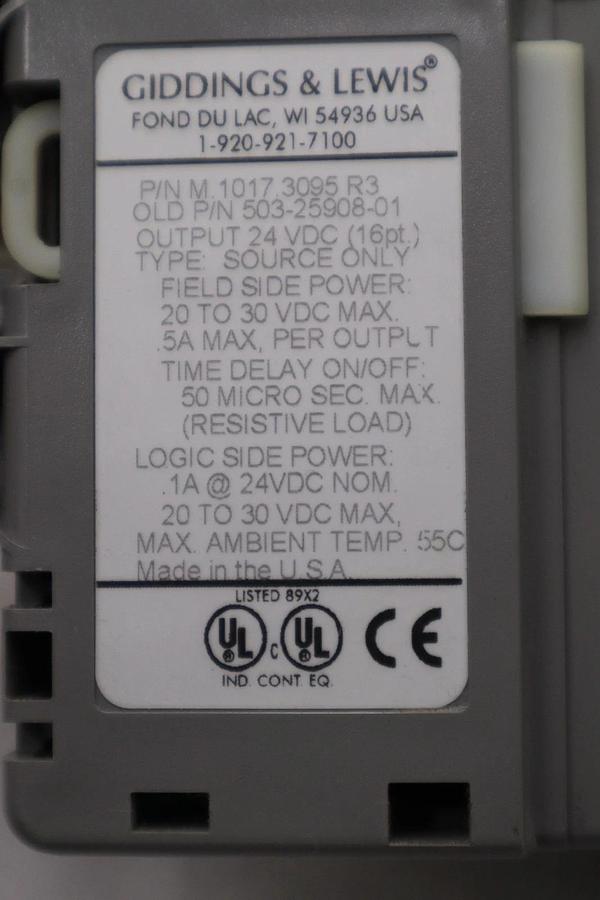 GIDDINGS & LEWIS®
FOND DU LAC, WI 54936 USA
1-920-921-7100
P/N M.1017.3095 R3
OLD P/N 503-25908-01
OUTPUT 24 VDC (16pt.)
TYPE: SOURCE ONLY
FIELD SIDE POWER:
20 TO 30 VDC MAX.
.5A MAX, PER OUTPUT
TIME DELAY ON/OFF:
50 MICRO SEC. MAX.
(RESISTIVE LOAD)
LOGIC SIDE POWER:
.1A @ 24VDC NOM.
20 TO 30 VDC MAX,
MAX. AMBIENT TEMP. 55C
Made in the U.S.A.
LISTED 89X2
UL® C UL® CE
IND. CONT. EQ.